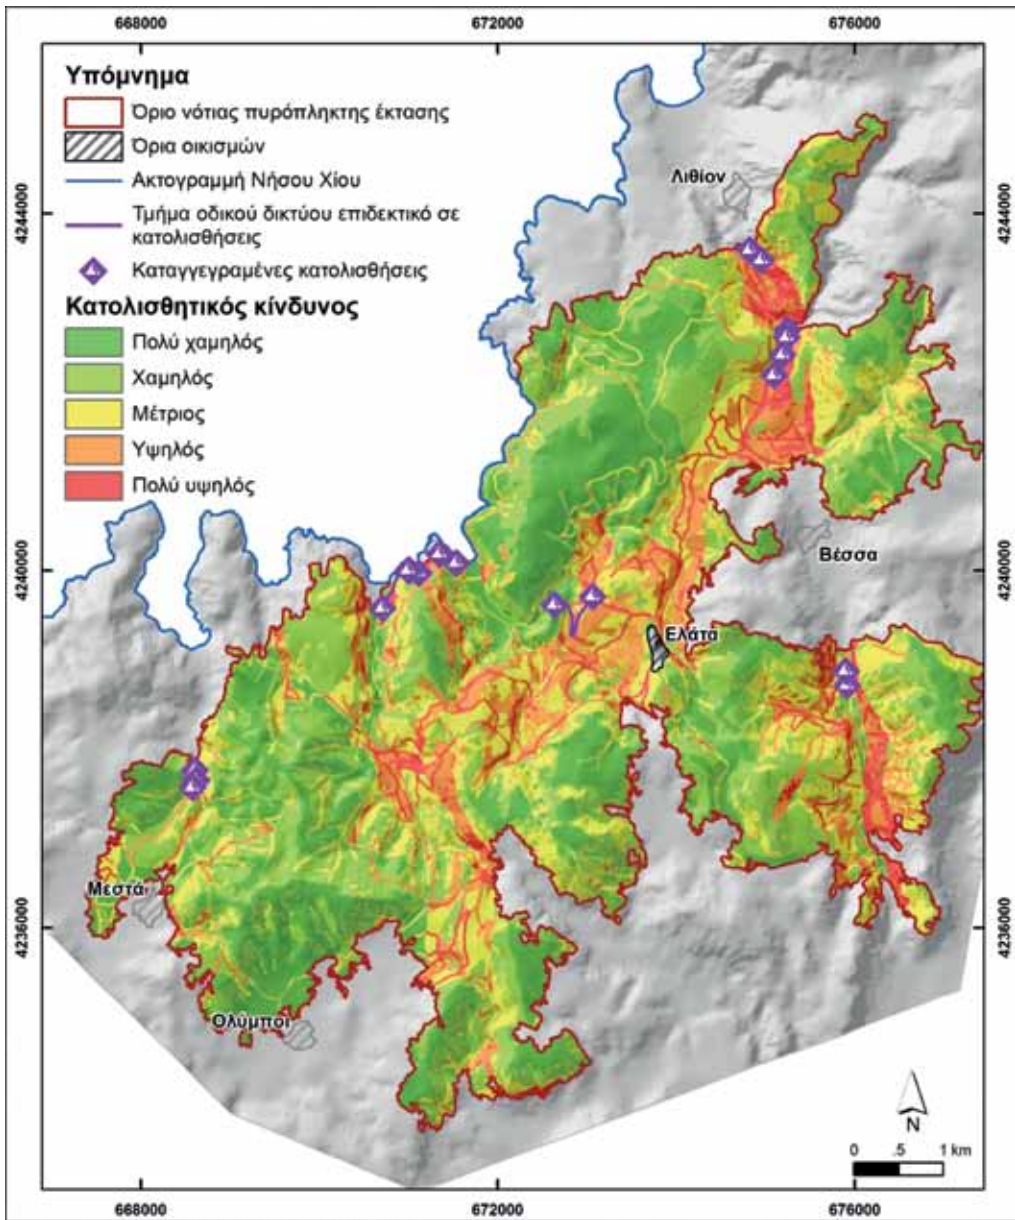 668000
672000
676000
Υπόμνημα
Όριο νότιας πυρόπληκτης έκτασης
Όρια οικισμών
Ακτογραμμή Νήσου Χίου
Τμήμα οδικού δικτύου επιδεκτικό σε
κατολισθήσεις
Καταγγεγραμένες κατολισθήσεις
Κατολισθητικός κίνδυνος
Πολύ χαμηλός
Χαμηλός
Μέτριος
Υψηλός
Πολύ υψηλός
Λιθίον
4244000
4244000
Βέσσα
4240000
4240000
Ελάτα
Μεστά
4236000
4236000
Ολύμποι
N
0 .5 1 km
668000
672000
676000